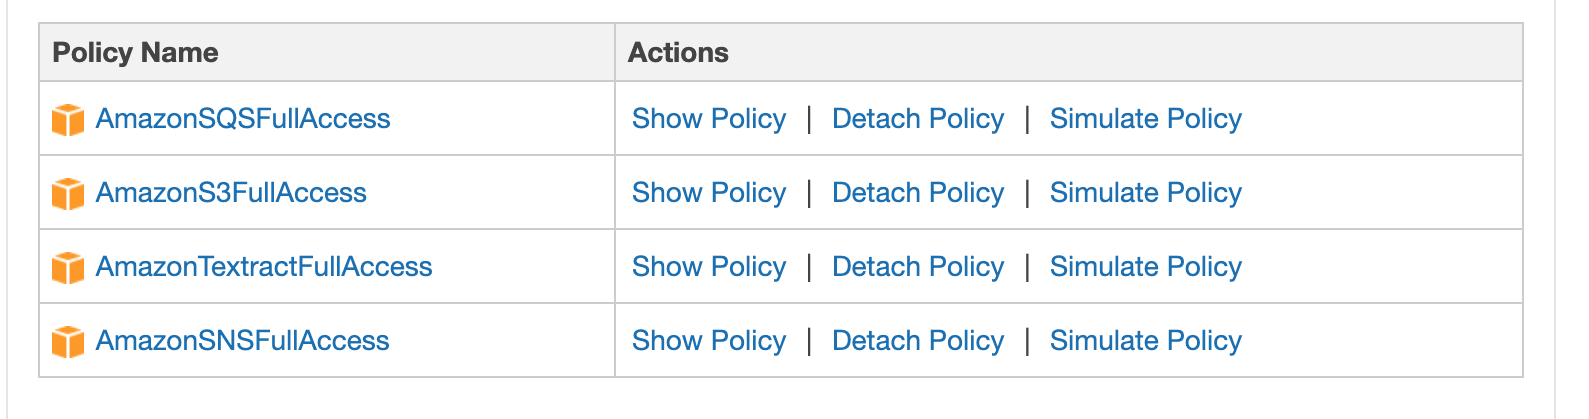 Policy Name Actions
AmazonSQSFullAccess Show Policy | Detach Policy | Simulate Policy
AmazonS3FullAccess Show Policy | Detach Policy | Simulate Policy
AmazonTextractFullAccess Show Policy | Detach Policy | Simulate Policy
AmazonSNSFullAccess Show Policy | Detach Policy | Simulate Policy